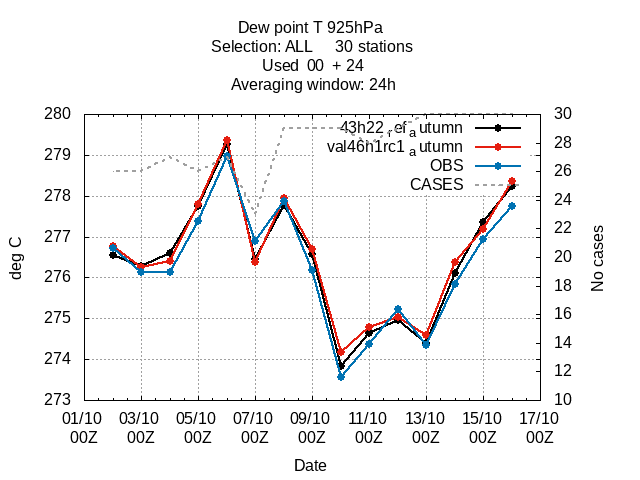 Dew point T 925hPa
Selection: ALL 30 stations
Used 00 + 24
Averaging window: 24h
280
279
278
277
276
275
274
273
deg C
30
28
26
24
22
20
18
16
14
12
10
No cases
43h22_ref_autumn
val46h1rc1_autumn
OBS
CASES
01/10 03/10 05/10 07/10 09/10 11/10 13/10 15/10 17/10
00Z 00Z 00Z 00Z 00Z 00Z 00Z 00Z 00Z
Date